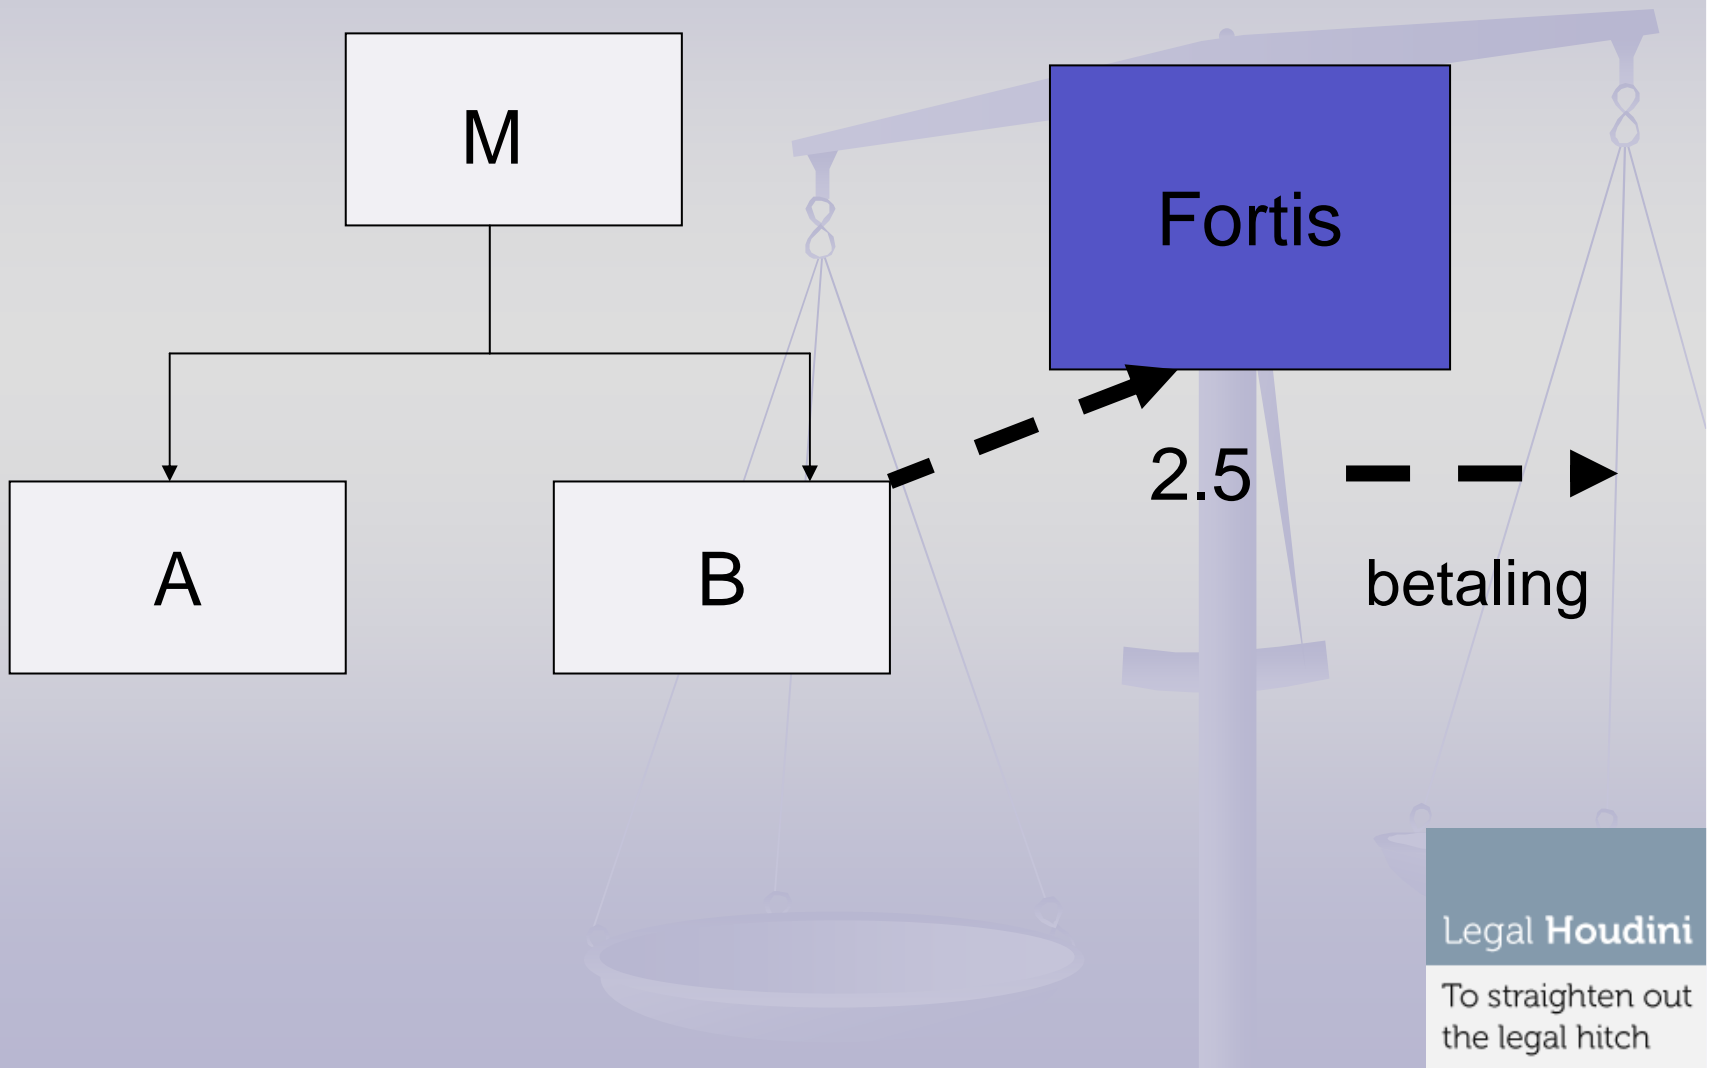 M
Fortis
2.5
A
B
betaling
Legal Houdini
To straighten out
the legal hitch